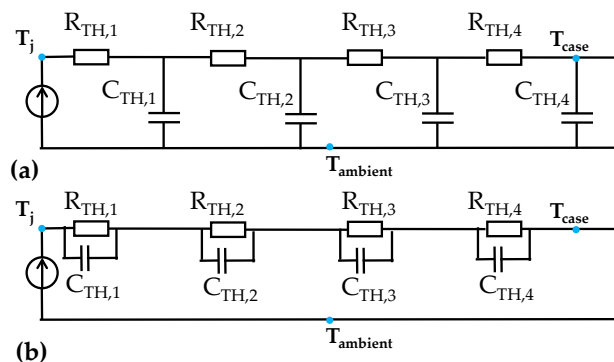 R_TH,1 R_TH,2 R_TH,3 R_TH,4
T_j T_case
C_TH,1 C_TH,2 C_TH,3 C_TH,4
(a) T_ambient
R_TH,1 R_TH,2 R_TH,3 R_TH,4
T_j T_case
C_TH,1 C_TH,2 C_TH,3 C_TH,4
T_ambient
(b)